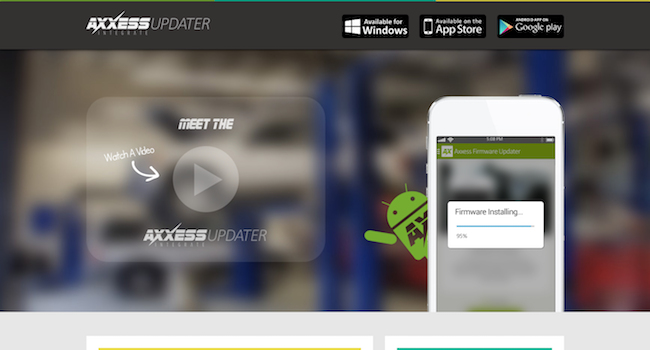 AXXESS UPDATER
INTEGRATE
Available for
Windows
Available on the
App Store
ANDROID APP ON
Google play
MEET THE
Watch A Video
AXXESS UPDATER
INTEGRATE
5:08 PM
AX Axxess Firmware Updater
Firmware Installing...
95%
AX